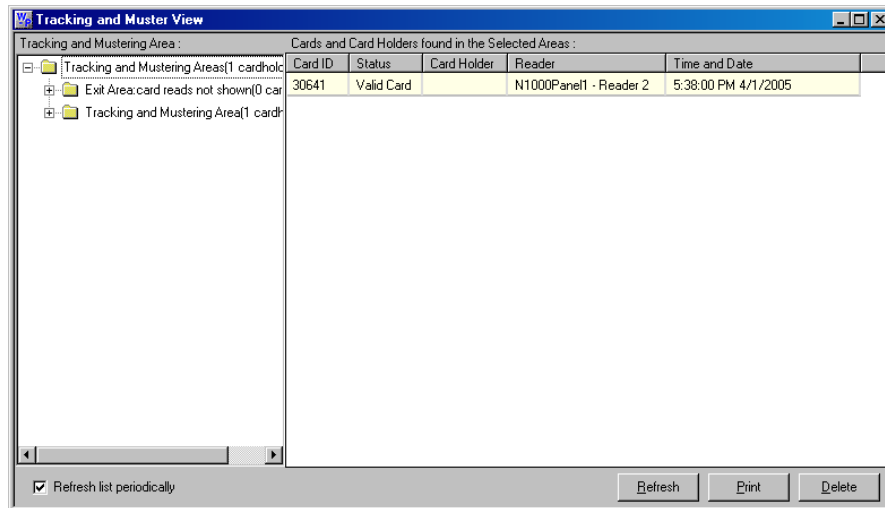 WP Tracking and Muster View
Tracking and Mustering Area :
Cards and Card Holders found in the Selected Areas :
Tracking and Mustering Areas(1 cardholc
Exit Area:card reads not shown(0 car
Tracking and Mustering Area(1 cardh
Card ID Status Card Holder Reader Time and Date
30641 Valid Card N1000Panel1 - Reader 2 5:38:00 PM 4/1/2005
Refresh list periodically
Refresh Print Delete